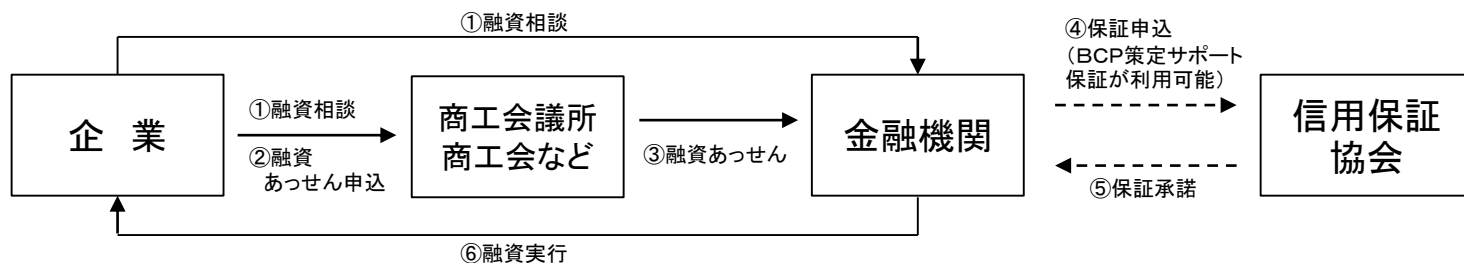 ①融資相談
企　業
①融資相談
②融資
あっせん申込
商工会議所
商工会など
③融資あっせん
金融機関
④保証申込
（ＢＣＰ策定サポート
保証が利用可能）
⑤保証承諾
信用保証
協会
⑥融資実行